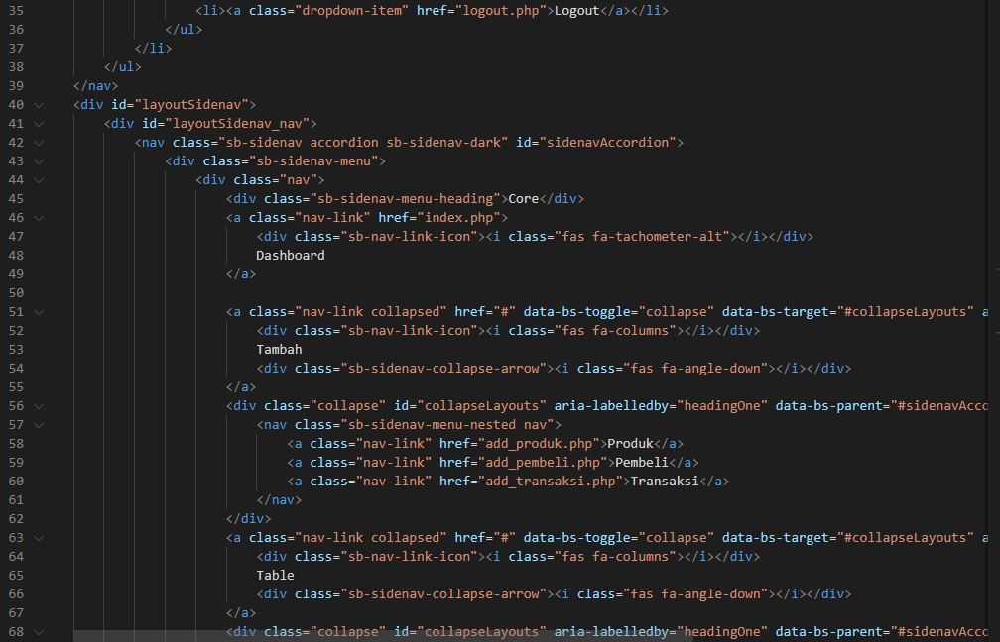 35 <li><a class="dropdown-item" href="logout.php">Logout</a></li>
36 </ul>
37 </li>
38 </ul>
39 </nav>
40 <div id="layoutSidenav">
41 <div id="layoutSidenav_nav">
42 <nav class="sb-sidenav accordion sb-sidenav-dark" id="sidenavAccordion">
43 <div class="sb-sidenav-menu">
44 <div class="nav">
45 <div class="sb-sidenav-menu-heading">Core</div>
46 <a class="nav-link" href="index.php">
47 <div class="sb-nav-link-icon"><i class="fas fa-tachometer-alt"></i></div>
48 Dashboard
49 </a>
50
51 <a class="nav-link collapsed" href="#" data-bs-toggle="collapse" data-bs-target="#collapseLayouts" a
52 <div class="sb-nav-link-icon"><i class="fas fa-columns"></i></div>
53 Tambah
54 <div class="sb-sidenav-collapse-arrow"><i class="fas fa-angle-down"></i></div>
55 </a>
56 <div class="collapse" id="collapseLayouts" aria-labelledby="headingOne" data-bs-parent="#sidenavAcco
57 <nav class="sb-sidenav-menu-nested nav">
58 <a class="nav-link" href="add_produk.php">Produk</a>
59 <a class="nav-link" href="add_pembeli.php">Pembeli</a>
60 <a class="nav-link" href="add_transaksi.php">Transaksi</a>
61 </nav>
62 </div>
63 <a class="nav-link collapsed" href="#" data-bs-toggle="collapse" data-bs-target="#collapseLayouts" a
64 <div class="sb-nav-link-icon"><i class="fas fa-columns"></i></div>
65 Table
66 <div class="sb-sidenav-collapse-arrow"><i class="fas fa-angle-down"></i></div>
67 </a>
68 <div class="collapse" id="collapseLayouts" aria-labelledby="headingOne" data-bs-parent="#sidenavAcco